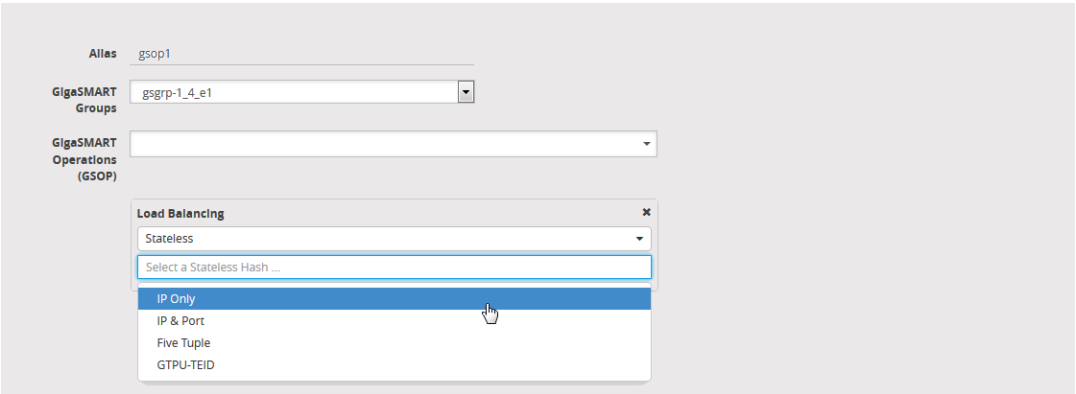 Alias gsop1
GigaSMART gsgrp-1_4_e1
Groups
GigaSMART
Operations
(GSOP)
Load Balancing
Stateless
Select a Stateless Hash ...
IP Only
IP & Port
Five Tuple
GTPU-TEID